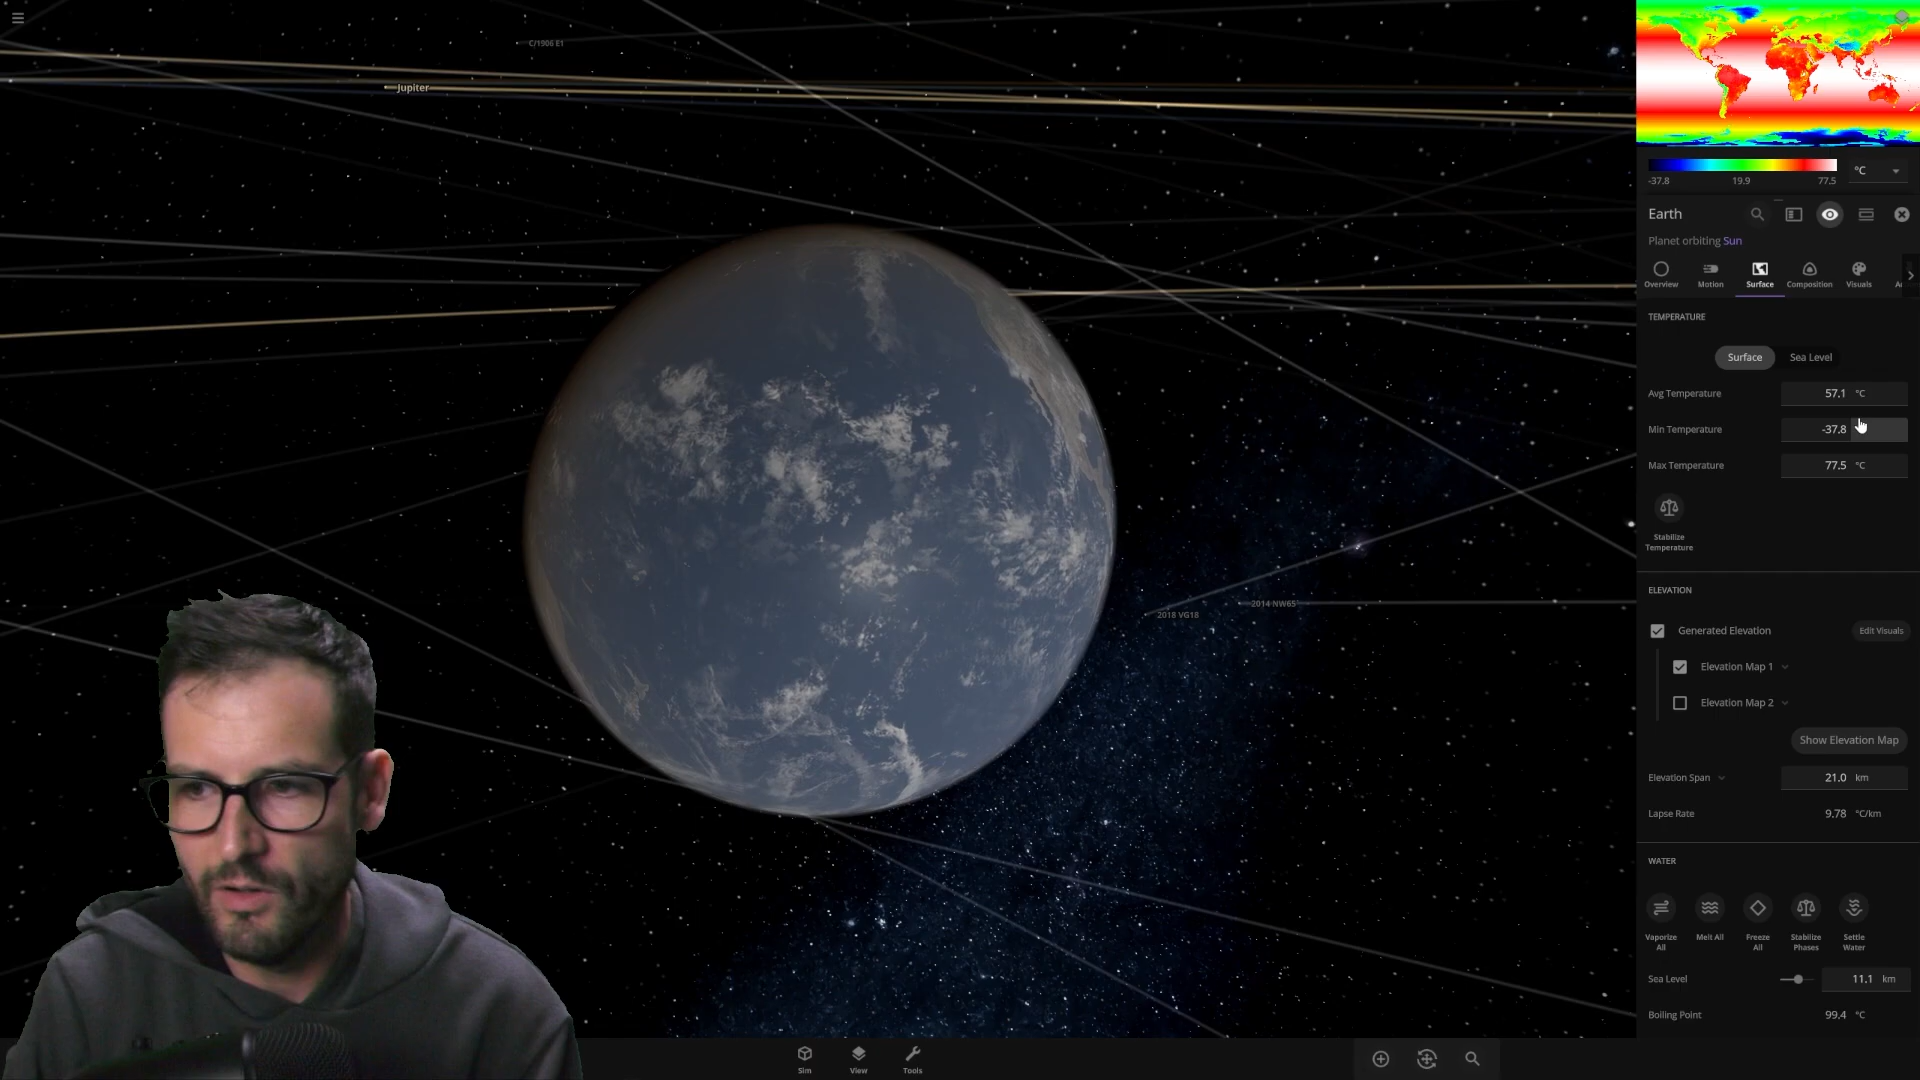 C/1906 E1
Jupiter
2018 VG18
2014 NW65
-37.8 19.9 77.5
°C
Earth
Planet orbiting Sun
Overview Motion Surface Composition Visuals
TEMPERATURE
Surface Sea Level
Avg Temperature 57.1 °C
Min Temperature -37.8
Max Temperature 77.5 °C
Stabilize
Temperature
ELEVATION
Generated Elevation Edit Visuals
Elevation Map 1
Elevation Map 2
Show Elevation Map
Elevation Span 21.0 km
Lapse Rate 9.78 °C/km
WATER
Vaporize All
Melt All
Freeze All
Stabilize Phases
Settle Water
Sea Level 11.1 km
Boiling Point 99.4 °C
Sim View Tools